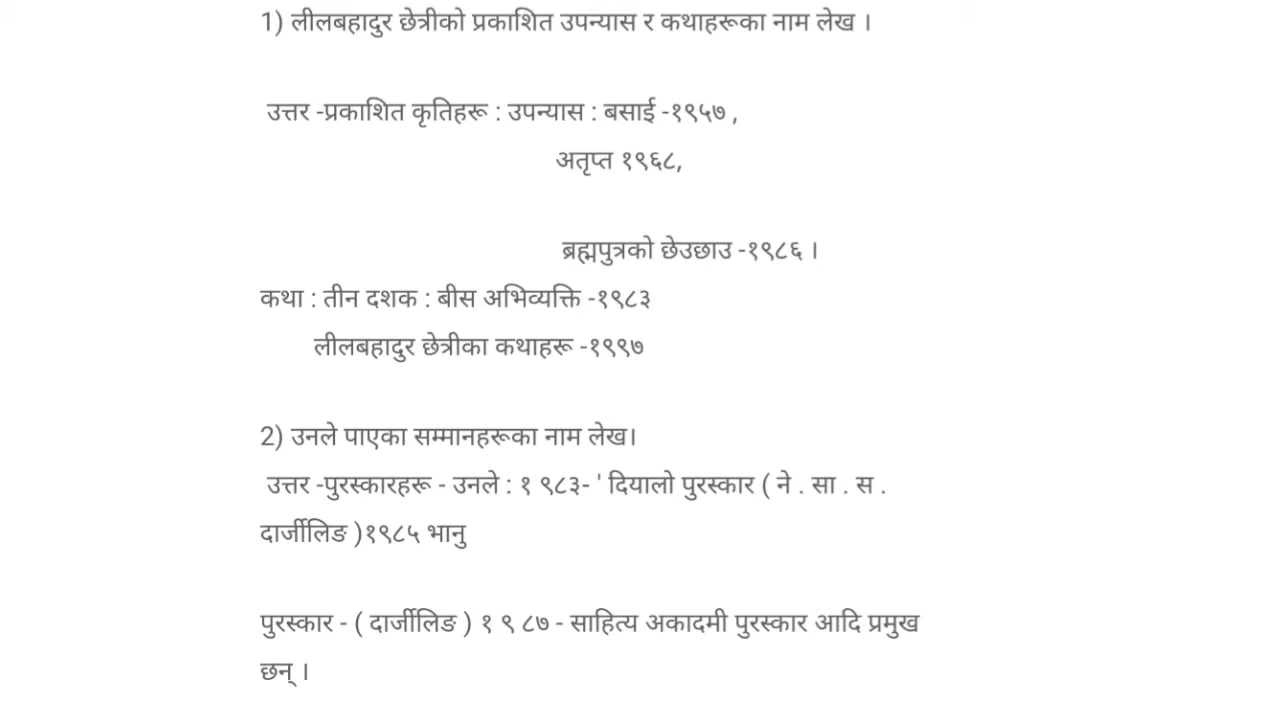 1) लीलबहादुर छेत्रीको प्रकाशित उपन्यास र कथाहरूका नाम लेख ।
उत्तर -प्रकाशित कृतिहरू : उपन्यास : बसाई -१९५७ ,
अतृप्त १९६८,
ब्रह्मपुत्रको छेउछाउ -१९८६ ।
कथा : तीन दशक : बीस अभिव्यक्ति -१९८३
लीलबहादुर छेत्रीका कथाहरू -१९९७
2) उनले पाएका सम्मानहरूका नाम लेख।
उत्तर -पुरस्कारहरू - उनले : १ ९८३- ' दियालो पुरस्कार ( ने . सा . स .
दार्जीलिङ )१९८५ भानु
पुरस्कार - ( दार्जीलिङ ) १ ९ ८७ - साहित्य अकादमी पुरस्कार आदि प्रमुख
छन् ।